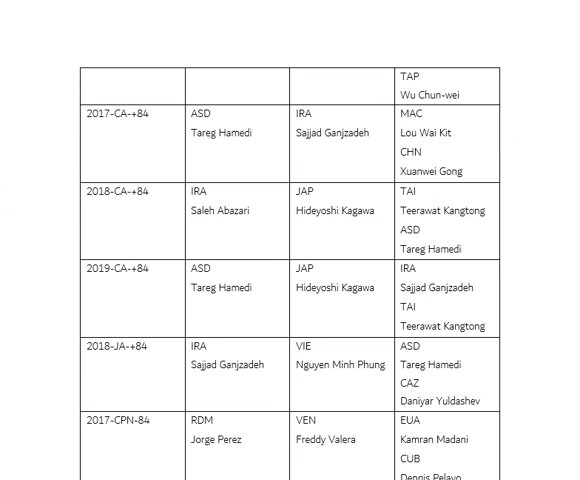 TAP
Wu Chun-wei
2017-CA-+84
ASD
Tareg Hamedi
IRA
Sajjad Ganjzadeh
MAC
Lou Wai Kit
CHN
Xuanwei Gong
2018-CA-+84
IRA
Saleh Abazari
JAP
Hideyoshi Kagawa
TAI
Teerawat Kangtong
ASD
Tareg Hamedi
2019-CA-+84
ASD
Tareg Hamedi
JAP
Hideyoshi Kagawa
IRA
Sajjad Ganjzadeh
TAI
Teerawat Kangtong
2018-JA-+84
IRA
Sajjad Ganjzadeh
VIE
Nguyen Minh Phung
ASD
Tareg Hamedi
CAZ
Daniyar Yuldashev
2017-CPN-84
RDM
Jorge Perez
VEN
Freddy Valera
EUA
Kamran Madani
CUB
Dennis Pelayo